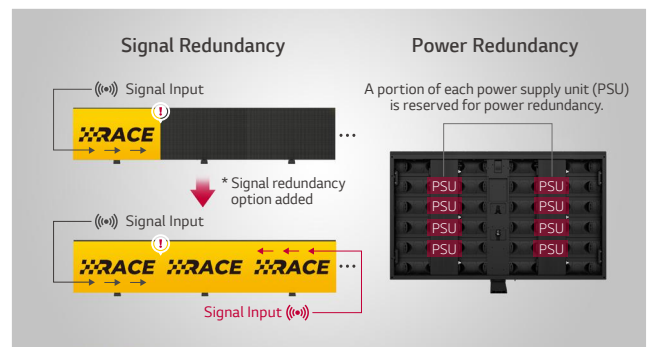 Signal Redundancy
Signal Input
!
RACE
* Signal redundancy
option added
Signal Input
!
RACE RACE RACE
Signal Input
Power Redundancy
A portion of each power supply unit (PSU)
is reserved for power redundancy.
PSU PSU
PSU PSU
PSU PSU
PSU PSU